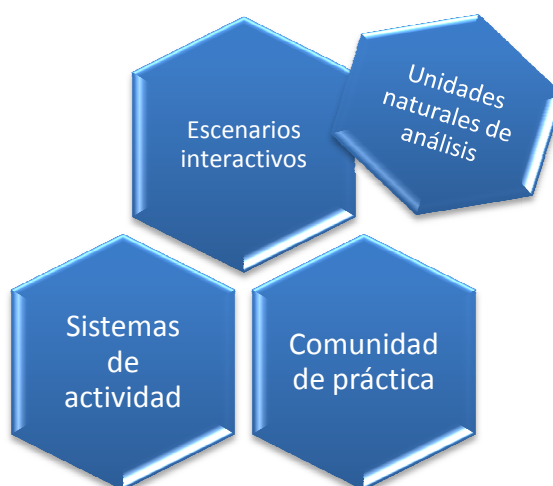 Escenarios
interactivos
Unidades
naturales de
análisis
Sistemas
de
actividad
Comunidad
de práctica